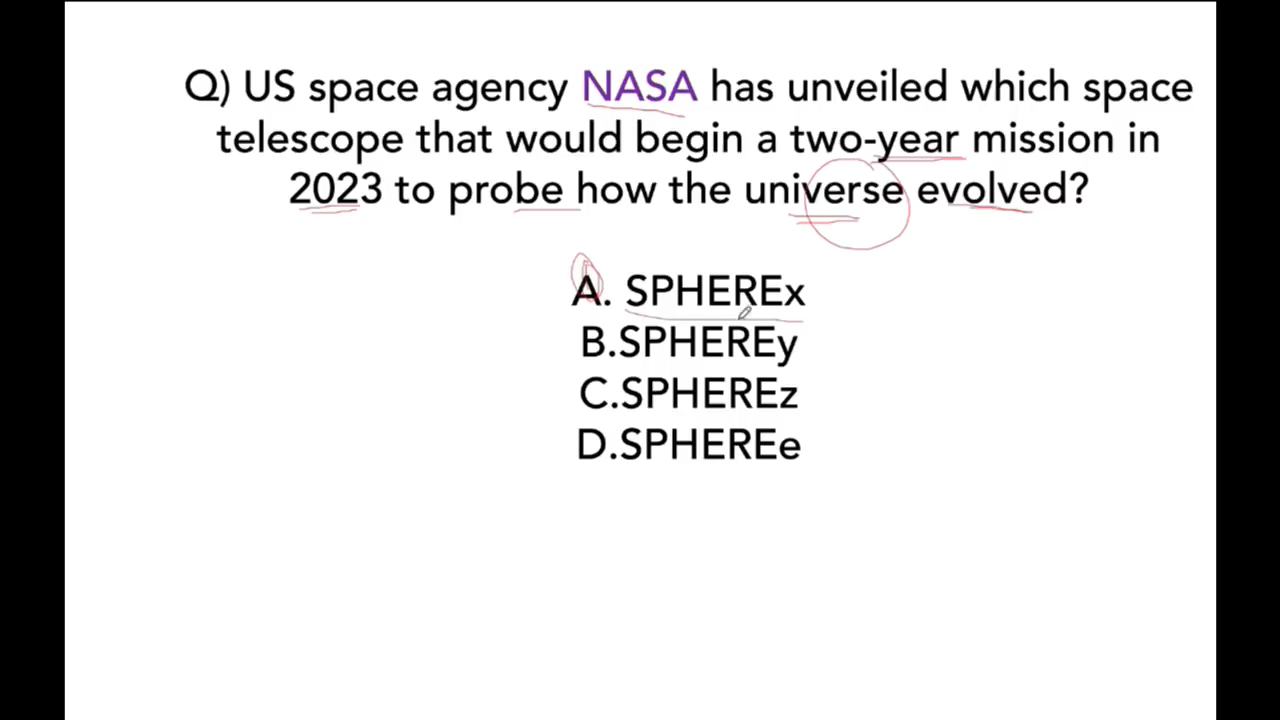 Q) US space agency NASA has unveiled which space
telescope that would begin a two-year mission in
2023 to probe how the universe evolved?
A. SPHEREx
B.SPHEREy
C.SPHEREz
D.SPHEREe